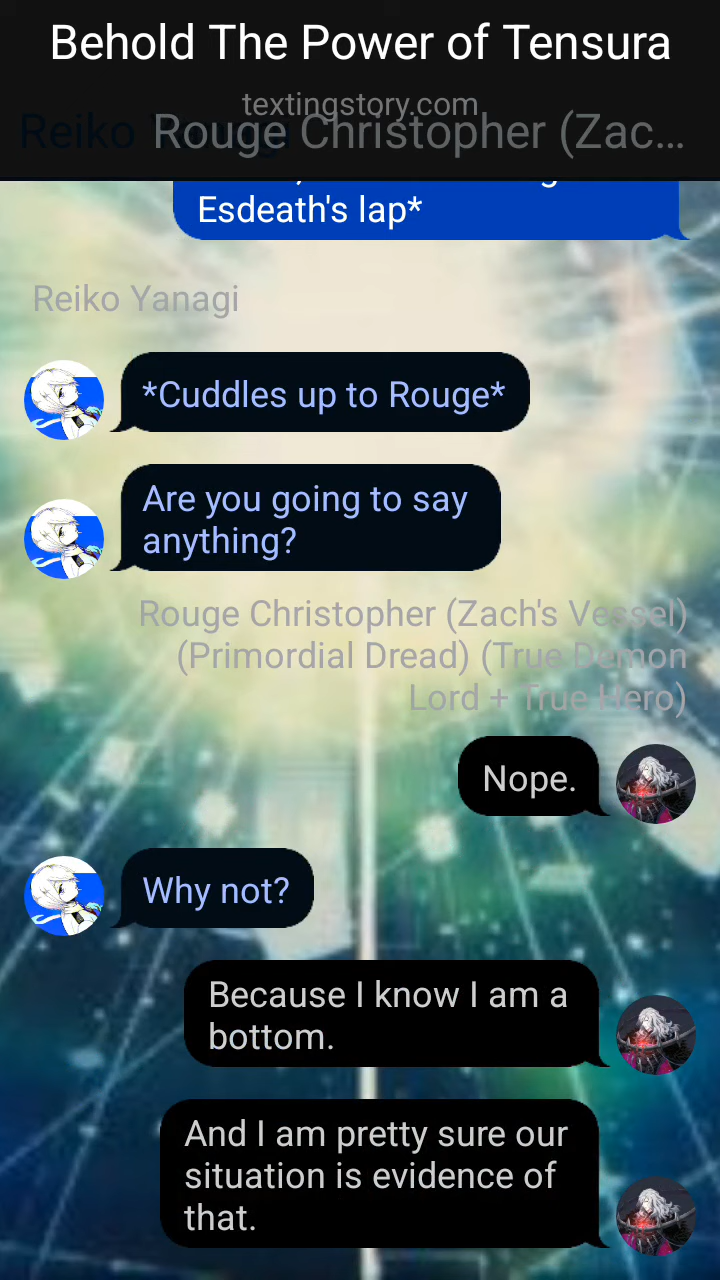 Behold The Power of Tensura
textingstory.com
Reiko Yanagi Rouge Christopher (Zac...
Esdeath's lap*
Reiko Yanagi
*Cuddles up to Rouge*
Are you going to say
anything?
Rouge Christopher (Zach's Vessel)
(Primordial Dread) (True Demon
Lord + True Hero)
Nope.
Why not?
Because I know I am a
bottom.
And I am pretty sure our
situation is evidence of
that.